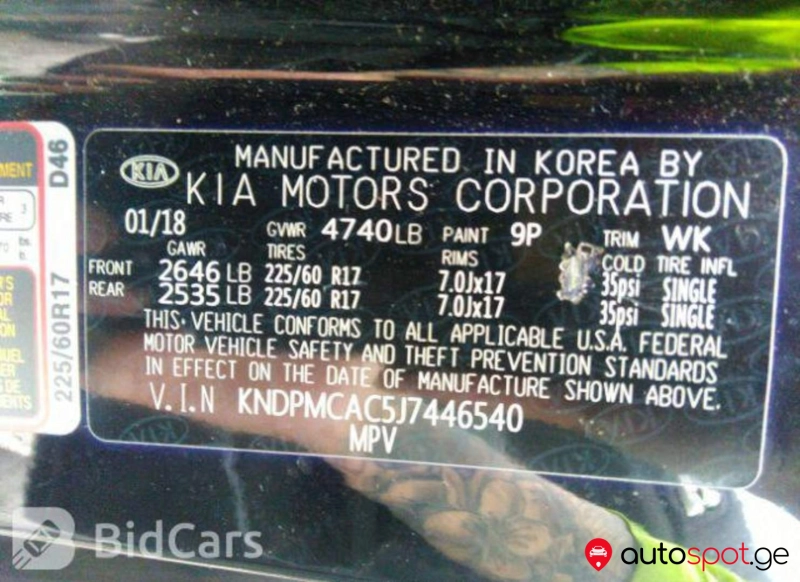 MENT
3
D46
225/60R17
KIA
MANUFACTURED IN KOREA BY
KIA MOTORS CORPORATION
01/18 GVWR 4740LB PAINT 9P TRIM WK
GAWR TIRES RIMS COLD TIRE INFL
FRONT 2646 LB 225/60 R17 7.0Jx17 35psi SINGLE
REAR 2535 LB 225/60 R17 7.0Jx17 35psi SINGLE
THIS VEHICLE CONFORMS TO ALL APPLICABLE U.S.A. FEDERAL
MOTOR VEHICLE SAFETY AND THEFT PREVENTION STANDARDS
IN EFFECT ON THE DATE OF MANUFACTURE SHOWN ABOVE.
V.I.N KNDPMCAC5J7446540
MPV
BidCars
autospot.ge